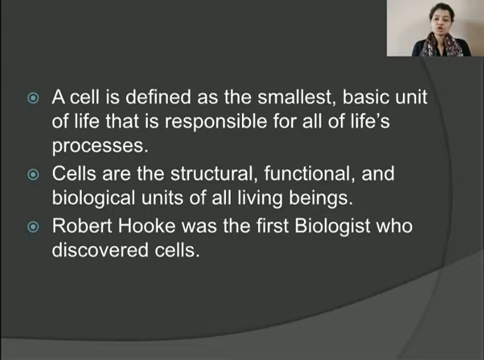 A cell is defined as the smallest, basic unit
of life that is responsible for all of life's
processes.
Cells are the structural, functional, and
biological units of all living beings.
Robert Hooke was the first Biologist who
discovered cells.